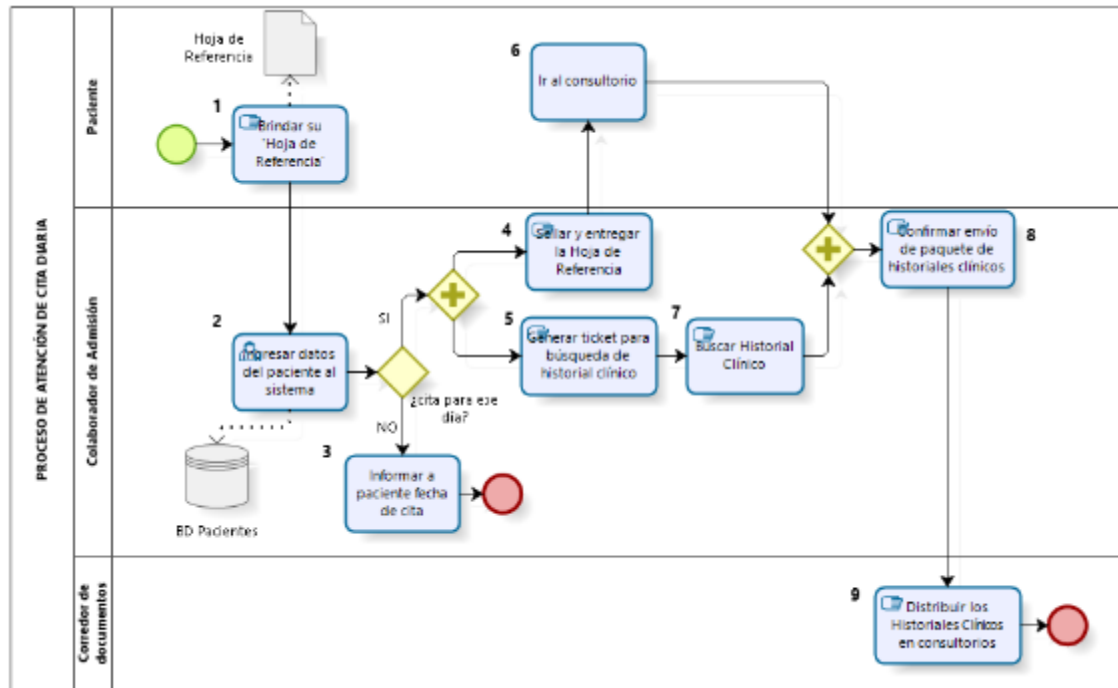 PROCESO DE ATENCIÓN DE CITA DIARIA
Paciente
Hoja de
Referencia
1
Brindar su
"Hoja de
Referencia"
6
Ir al consultorio
Colaborador de Admisión
2
Ingresar datos
del paciente al
sistema
BD Pacientes
¿cita para ese
dia?
SI
NO
3
Informar a
paciente fecha
de cita
4
Sellar y entregar
la Hoja de
Referencia
5
Generar ticket para
búsqueda de
historial clínico
7
Buscar Historial
Clínico
8
Confirmar envío
de paquete de
historiales clínicos
Corredor de
documentos
9
Distribuir los
Historiales Clínicos
en consultorios